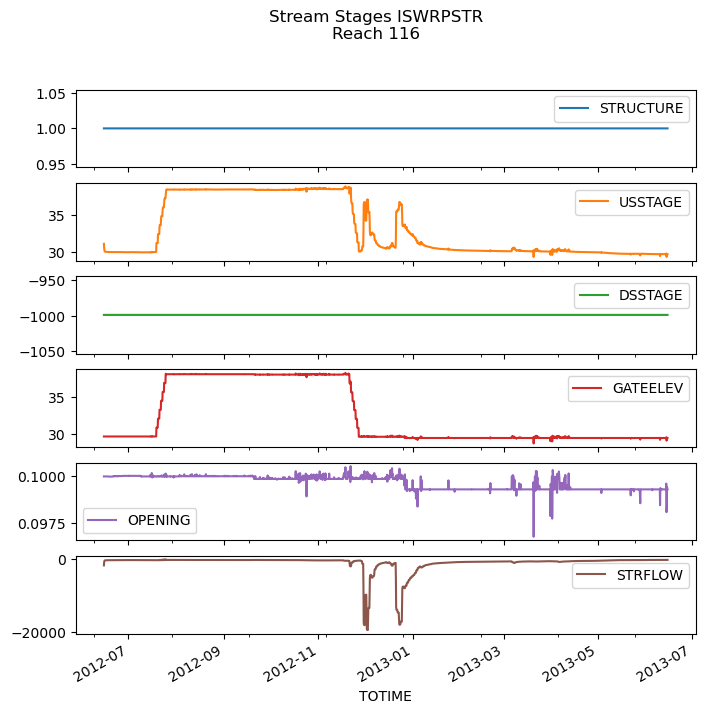 Stream Stages ISWRPSTR
Reach 116
1.05
1.00
0.95
STRUCTURE
35
30
USSTAGE
−950
−1000
−1050
DSSTAGE
35
30
GATEELEV
0.1000
0.0975
OPENING
0
−20000
STRFLOW
2012-07
2012-09
2012-11
2013-01
2013-03
2013-05
2013-07
TOTIME